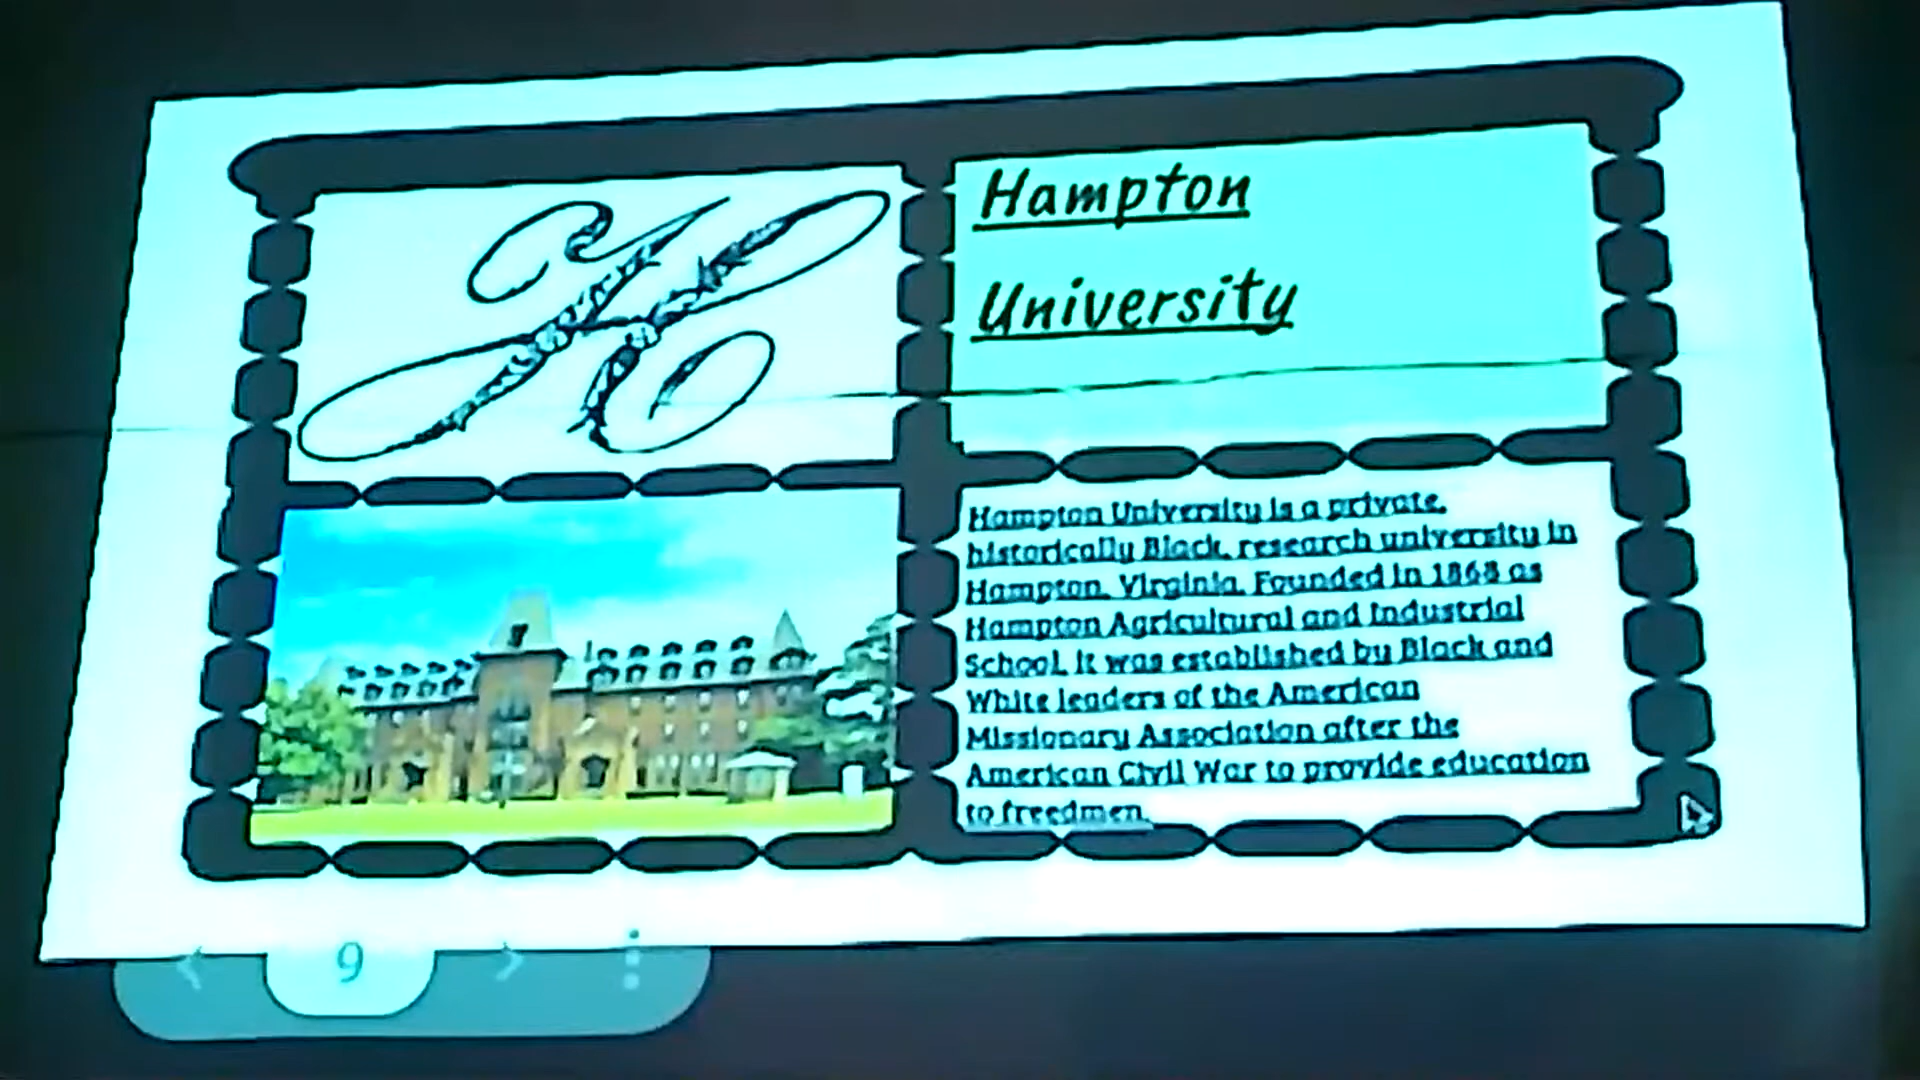 H
Hampton
University
Hampton University is a private,
historically Black, research university in
Hampton, Virginia. Founded in 1868 as
Hampton Agricultural and Industrial
School, it was established by Black and
White leaders of the American
Missionary Association after the
American Civil War to provide education
to freedmen.
9